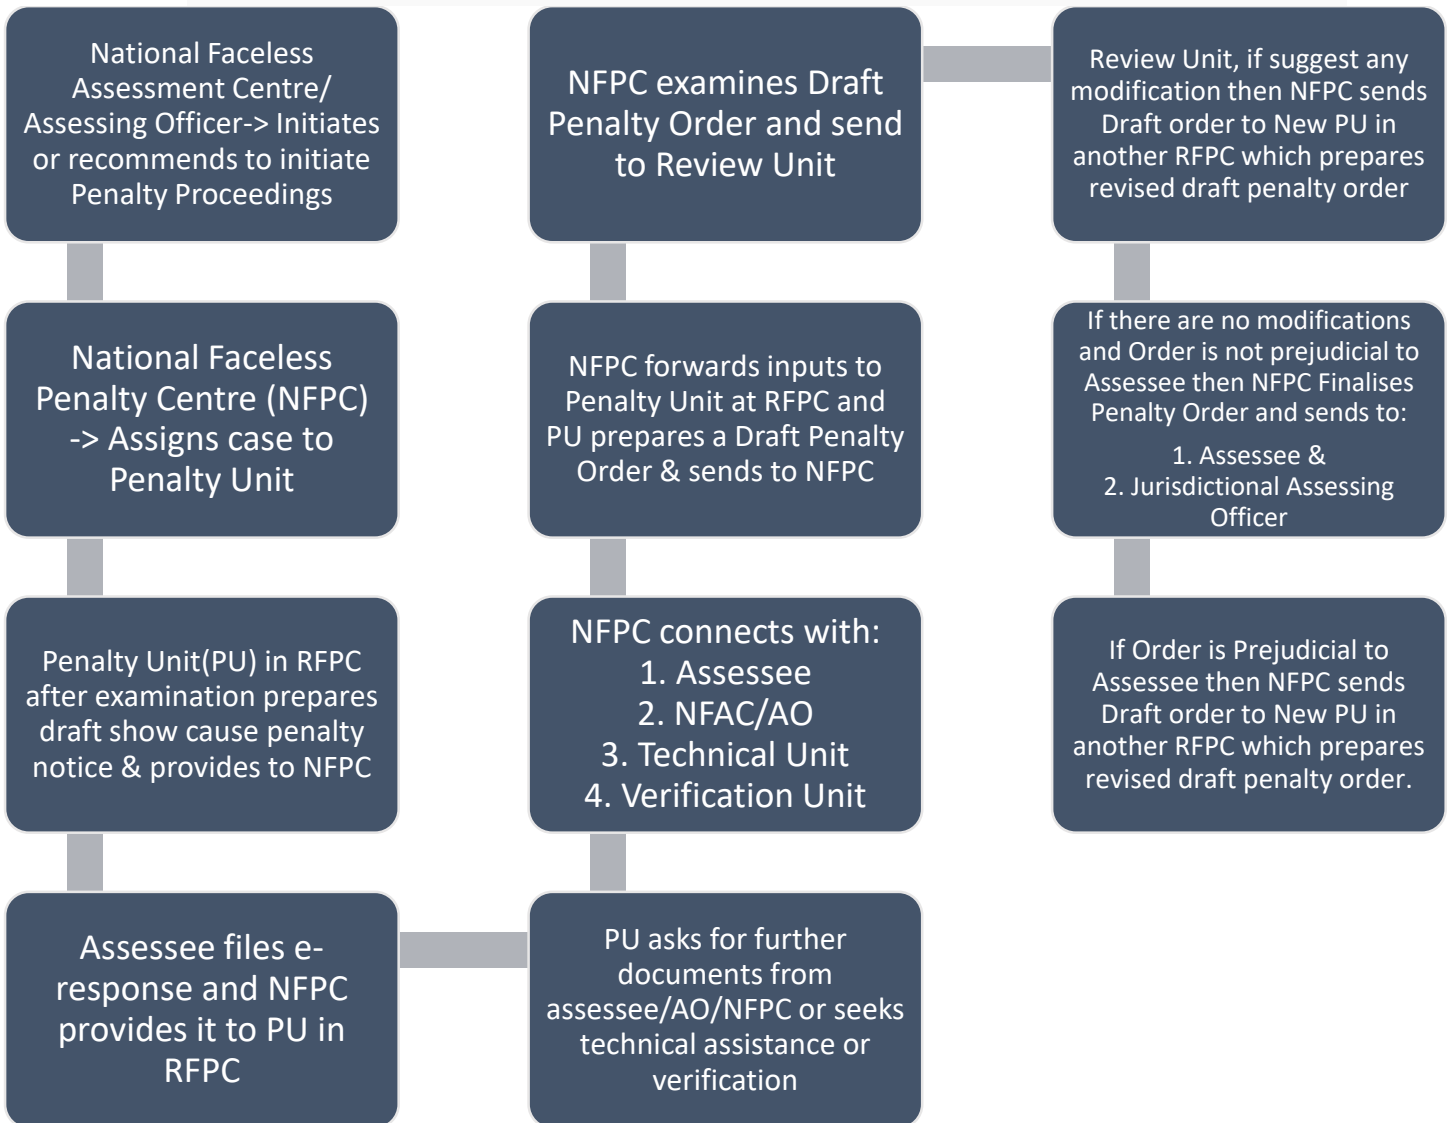 National Faceless
Assessment Centre/
Assessing Officer-> Initiates
or recommends to initiate
Penalty Proceedings
National Faceless
Penalty Centre (NFPC)
-> Assigns case to
Penalty Unit
Penalty Unit(PU) in RFPC
after examination prepares
draft show cause penalty
notice & provides to NFPC
Assessee files e-
response and NFPC
provides it to PU in
RFPC
PU asks for further
documents from
assessee/AO/NFPC or seeks
technical assistance or
verification
NFPC connects with:
1. Assessee
2. NFAC/AO
3. Technical Unit
4. Verification Unit
NFPC forwards inputs to
Penalty Unit at RFPC and
PU prepares a Draft Penalty
Order & sends to NFPC
NFPC examines Draft
Penalty Order and send
to Review Unit
Review Unit, if suggest any
modification then NFPC sends
Draft order to New PU in
another RFPC which prepares
revised draft penalty order
If there are no modifications
and Order is not prejudicial to
Assessee then NFPC Finalises
Penalty Order and sends to:
1. Assessee &
2. Jurisdictional Assessing
Officer
If Order is Prejudicial to
Assessee then NFPC sends
Draft order to New PU in
another RFPC which prepares
revised draft penalty order.